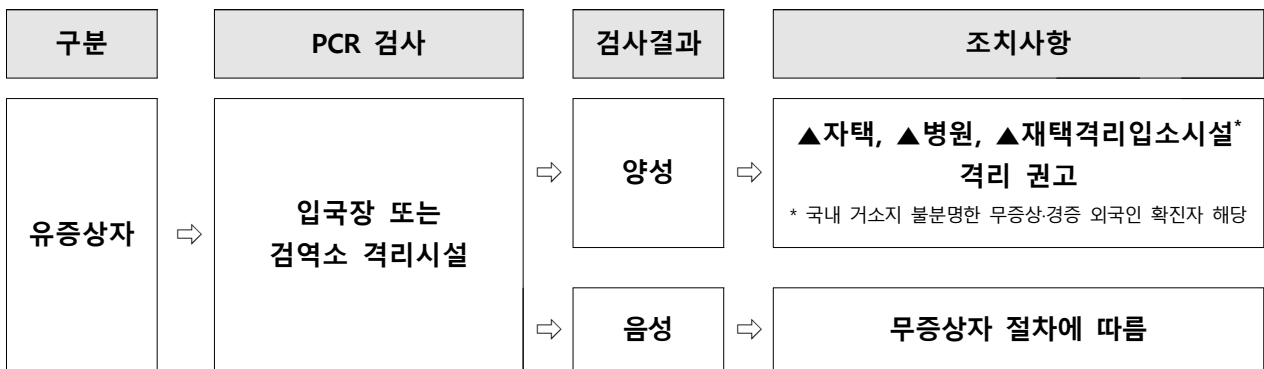 구분
PCR 검사
검사결과
조치사항
유증상자
⇨
입국장 또는
검역소 격리시설
⇨
양성
⇨
▲자택, ▲병원, ▲재택격리입소시설*
격리 권고
* 국내 거소지 불분명한 무증상·경증 외국인 확진자 해당
⇨
음성
⇨
무증상자 절차에 따름